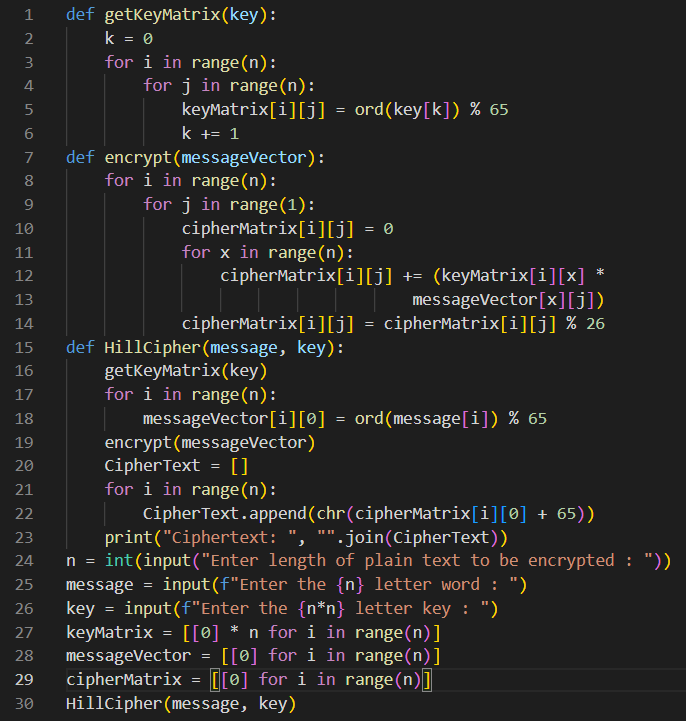 1 def getKeyMatrix(key):
2     k = 0
3     for i in range(n):
4         for j in range(n):
5             keyMatrix[i][j] = ord(key[k]) % 65
6             k += 1
7 def encrypt(messageVector):
8     for i in range(n):
9         for j in range(1):
10             cipherMatrix[i][j] = 0
11             for x in range(n):
12                 cipherMatrix[i][j] += (keyMatrix[i][x] *
13                                     messageVector[x][j])
14             cipherMatrix[i][j] = cipherMatrix[i][j] % 26
15 def HillCipher(message, key):
16     getKeyMatrix(key)
17     for i in range(n):
18         messageVector[i][0] = ord(message[i]) % 65
19     encrypt(messageVector)
20     CipherText = []
21     for i in range(n):
22         CipherText.append(chr(cipherMatrix[i][0] + 65))
23     print("Ciphertext: ", "".join(CipherText))
24 n = int(input("Enter length of plain text to be encrypted : "))
25 message = input(f"Enter the {n} letter word : ")
26 key = input(f"Enter the {n*n} letter key : ")
27 keyMatrix = [[0] * n for i in range(n)]
28 messageVector = [[0] for i in range(n)]
29 cipherMatrix = [[0] for i in range(n)]
30 HillCipher(message, key)